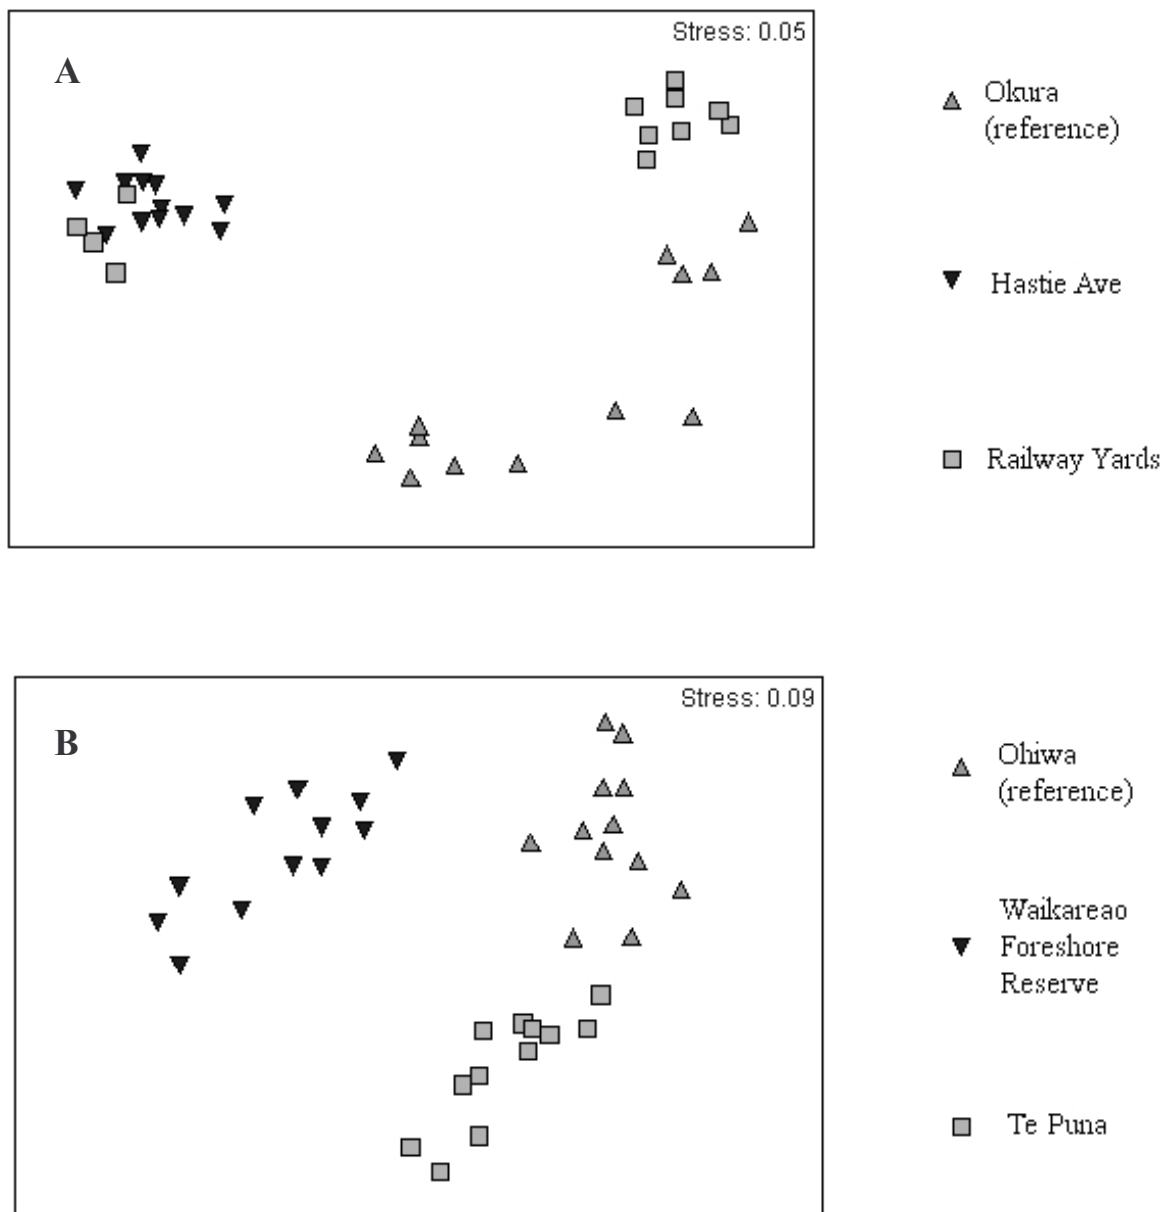 Stress: 0.05
A
Okura
(reference)
Hastie Ave
Railway Yards
Stress: 0.09
B
Ohiwa
(reference)
Waikareao
Foreshore
Reserve
Te Puna